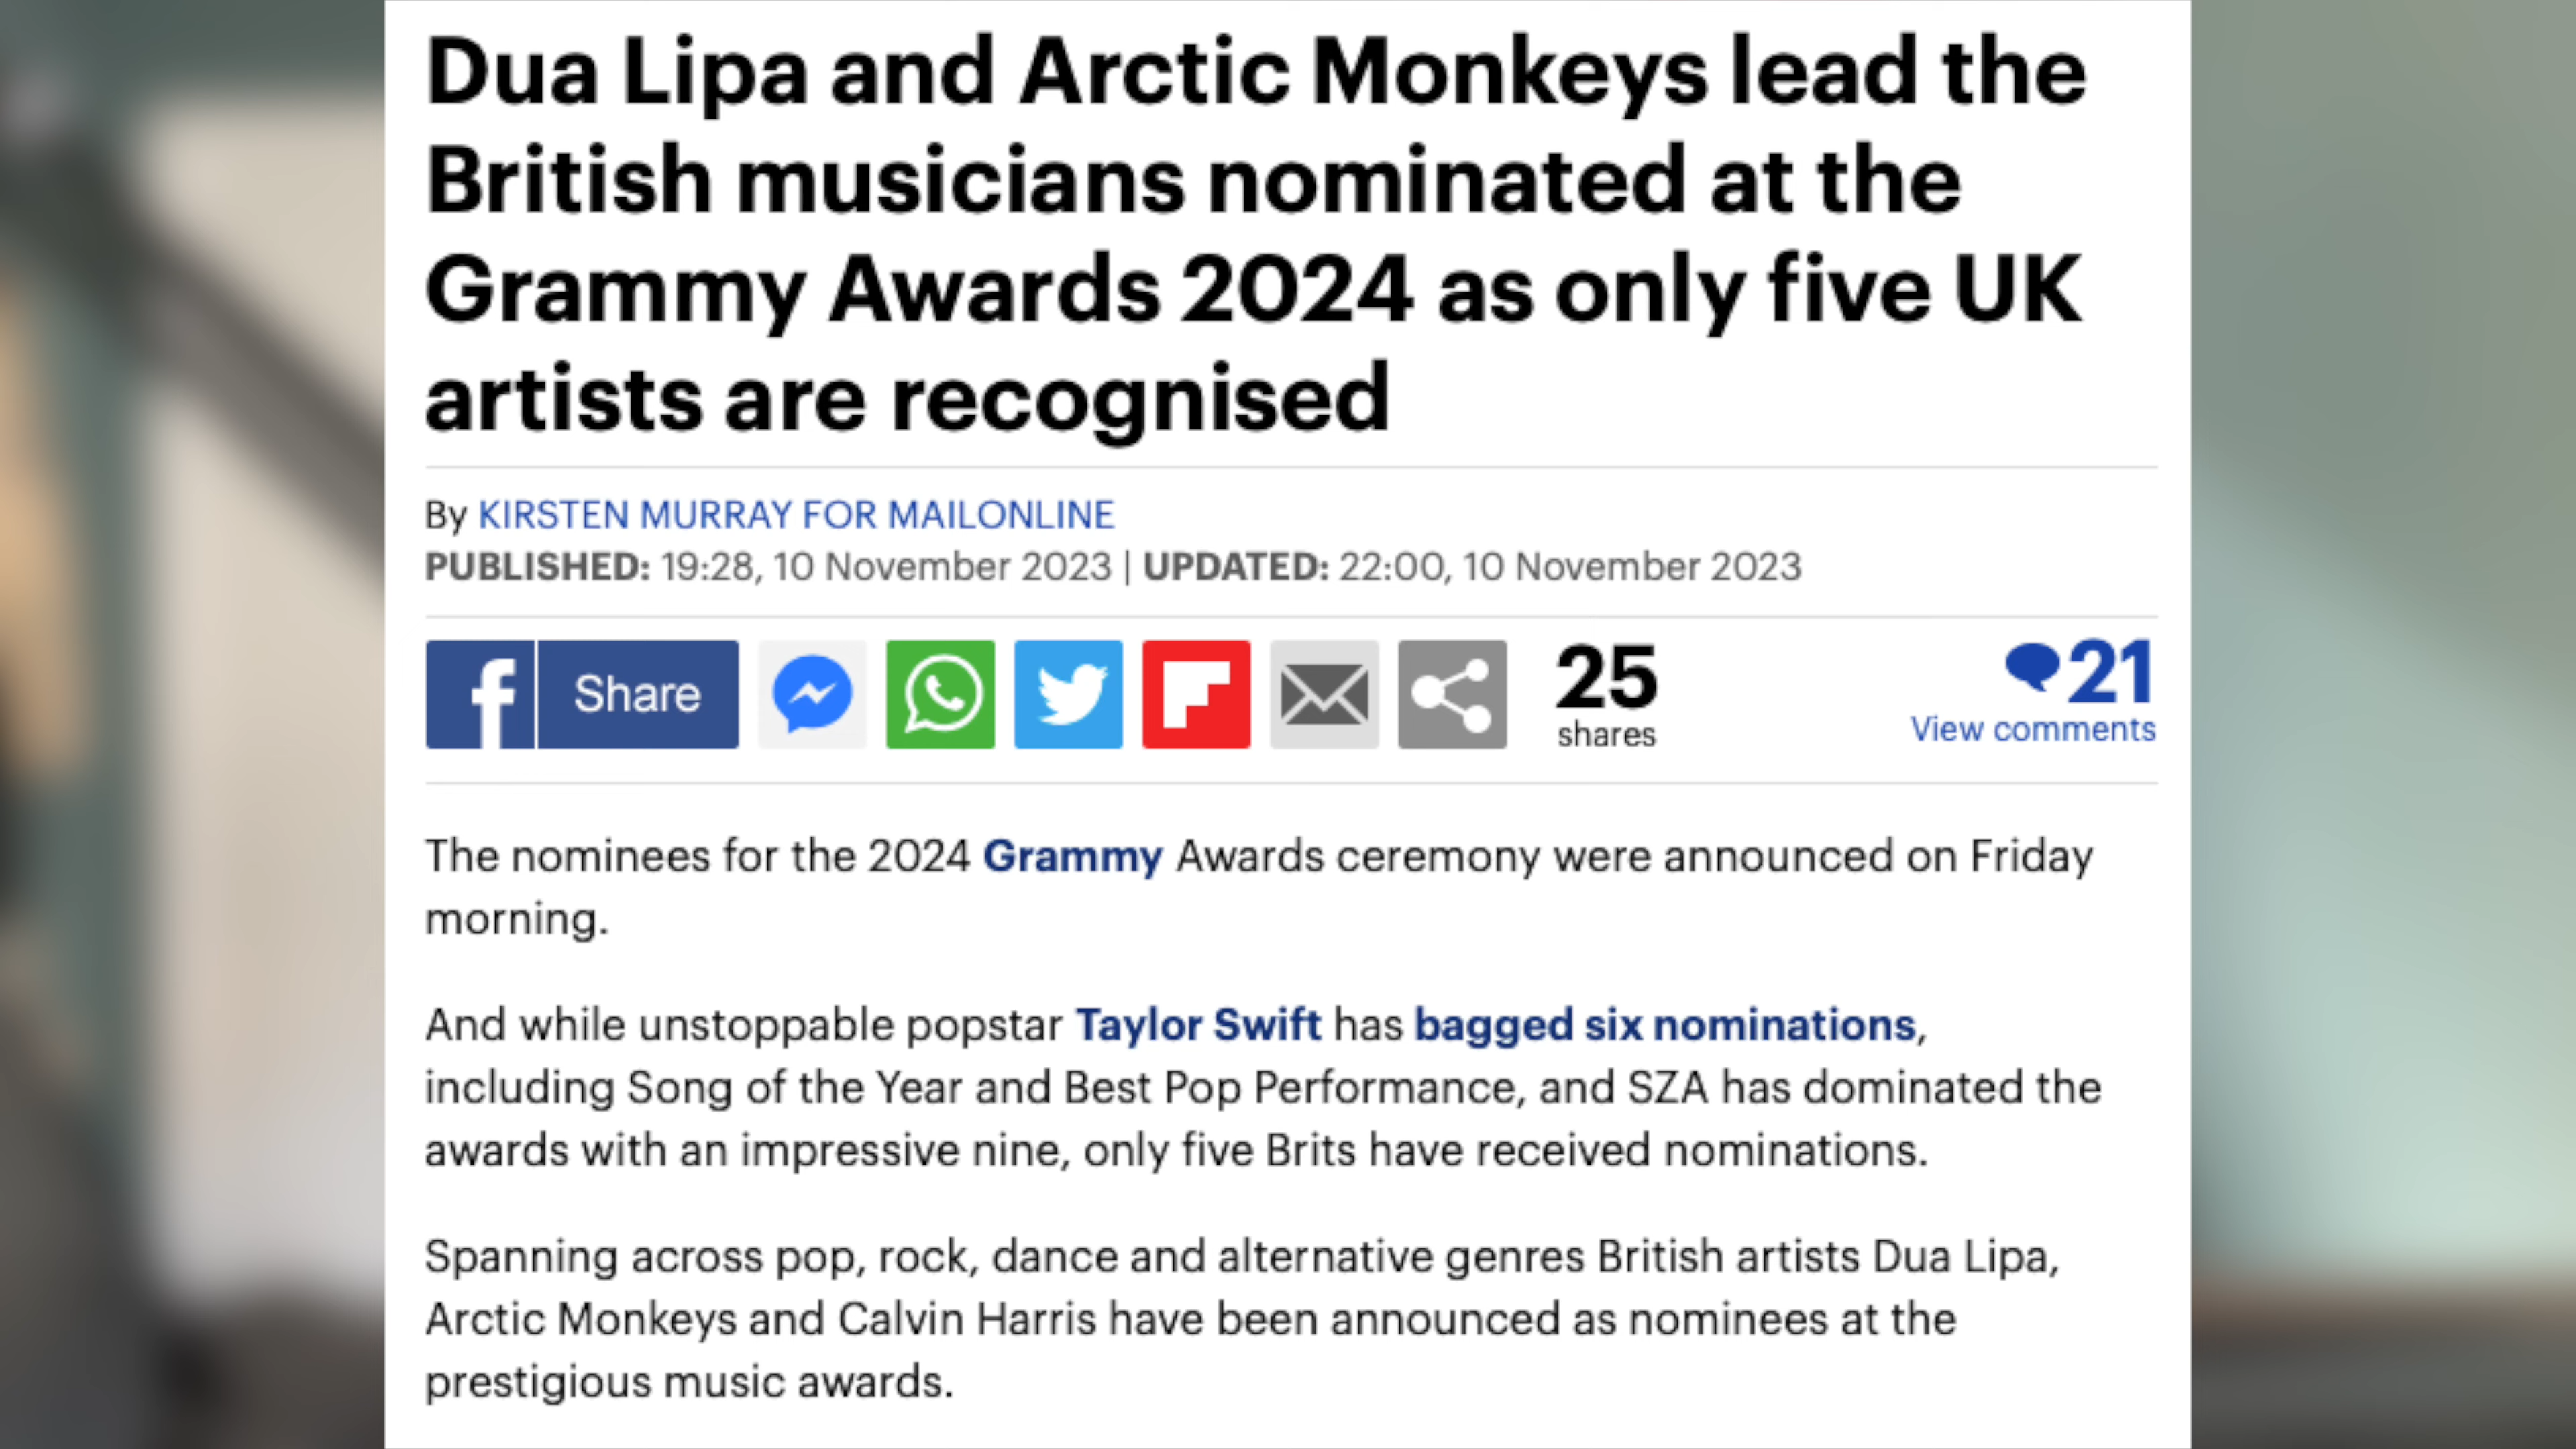 Dua Lipa and Arctic Monkeys lead the
British musicians nominated at the
Grammy Awards 2024 as only five UK
artists are recognised
By KIRSTEN MURRAY FOR MAILONLINE
PUBLISHED: 19:28, 10 November 2023 | UPDATED: 22:00, 10 November 2023
f Share 25 shares 21 View comments
The nominees for the 2024 Grammy Awards ceremony were announced on Friday
morning.
And while unstoppable popstar Taylor Swift has bagged six nominations,
including Song of the Year and Best Pop Performance, and SZA has dominated the
awards with an impressive nine, only five Brits have received nominations.
Spanning across pop, rock, dance and alternative genres British artists Dua Lipa,
Arctic Monkeys and Calvin Harris have been announced as nominees at the
prestigious music awards.